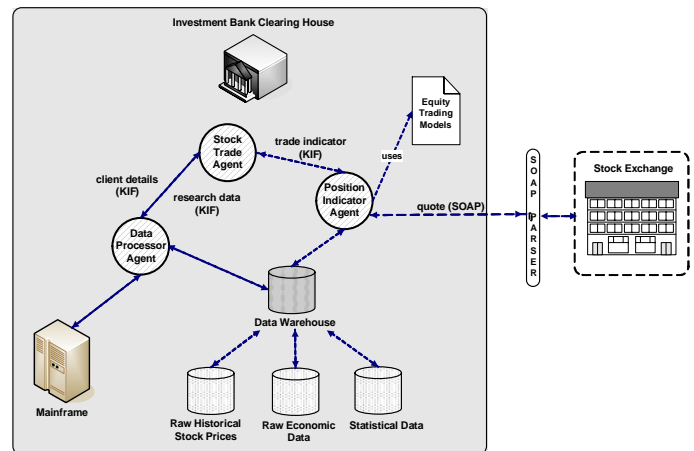 Investment Bank Clearing House
Equity
Trading
Models
Stock
Trade
Agent
trade indicator
(KIF)
uses
client details
(KIF)
research data
(KIF)
Position
Indicator
Agent
quote (SOAP)
SOAP PARSER
Stock Exchange
Data
Processor
Agent
Data Warehouse
Mainframe
Raw Historical
Stock Prices
Raw Economic
Data
Statistical Data